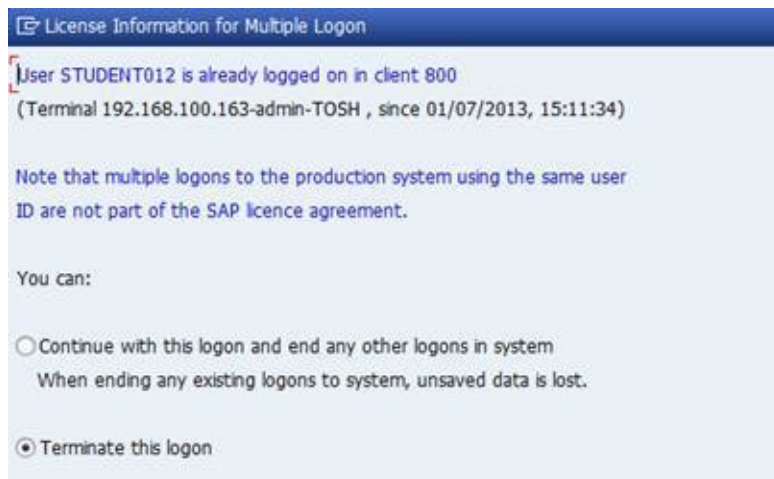 License Information for Multiple Logon
User STUDENT012 is already logged on in client 800
(Terminal 192.168.100.163-admin-TOSH , since 01/07/2013, 15:11:34)
Note that multiple logons to the production system using the same user
ID are not part of the SAP licence agreement.
You can:
Continue with this logon and end any other logons in system
When ending any existing logons to system, unsaved data is lost.
Terminate this logon